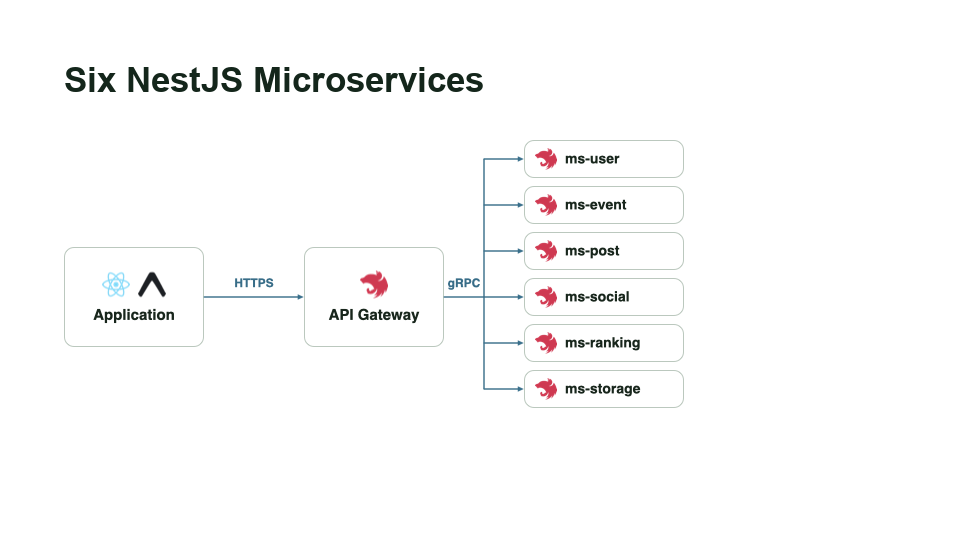 Six NestJS Microservices
ms-user
ms-event
ms-post
HTTPS
gRPC
ms-social
Application
API Gateway
ms-ranking
ms-storage